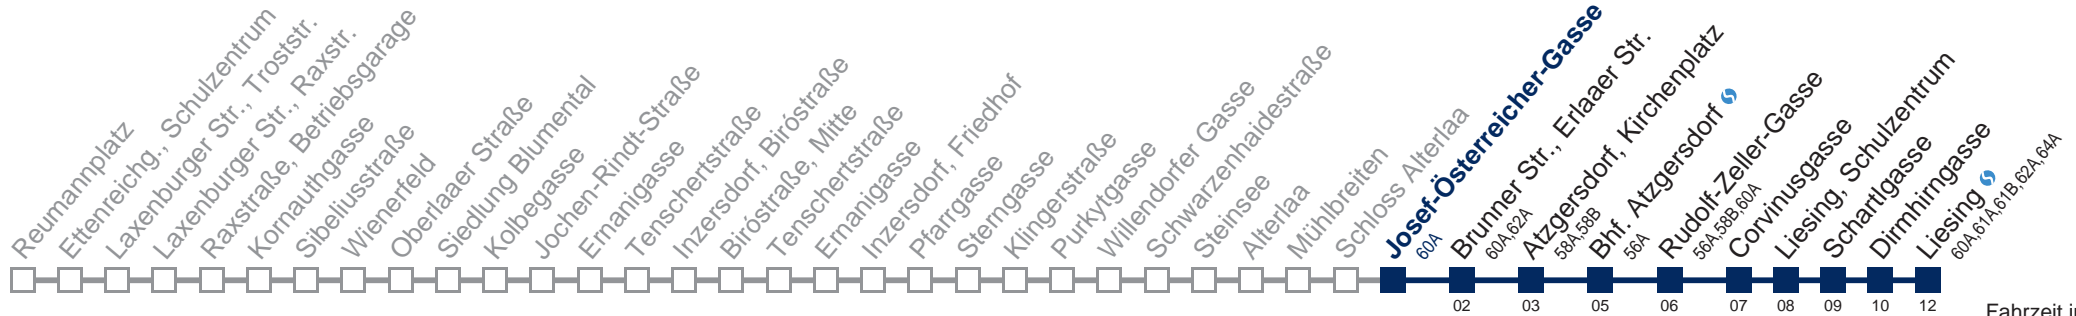 Reumannplatz
Ettenreichg., Schulzentrum
Laxenburger Str., Troststr.
Laxenburger Str., Raxstr.
Raxstraße, Betriebsgarage
Kornauthgasse
Sibeliusstraße
Wienerfeld
Oberlaaer Straße
Siedlung Blumental
Kolbegasse
Jochen-Rindt-Straße
Ernanigasse
Tenschertstraße
Inzersdorf, Biróstraße
Biróstraße, Mitte
Tenschertstraße
Ernanigasse
Inzersdorf, Friedhof
Pfarrgasse
Sterngasse
Klingerstraße
Purkytgasse
Willendorfer Gasse
Schwarzenhaidestraße
Steinsee
Alterlaa
Mühlbreiten
Schloss Alterlaa
Josef-Österreicher-Gasse
60A
Brunner Str., Erlaaer Str.
60A,62A
Atzgersdorf, Kirchenplatz
58A,58B
Bhf. Atzgersdorf
56A
Rudolf-Zeller-Gasse
56A,58B,60A
Corvinusgasse
Liesing, Schulzentrum
Schartlgasse
Dirmhirngasse
Liesing
60A,61A,61B,62A,64A
02 03 05 06 07 08 09 10 12
Fahrzeit i